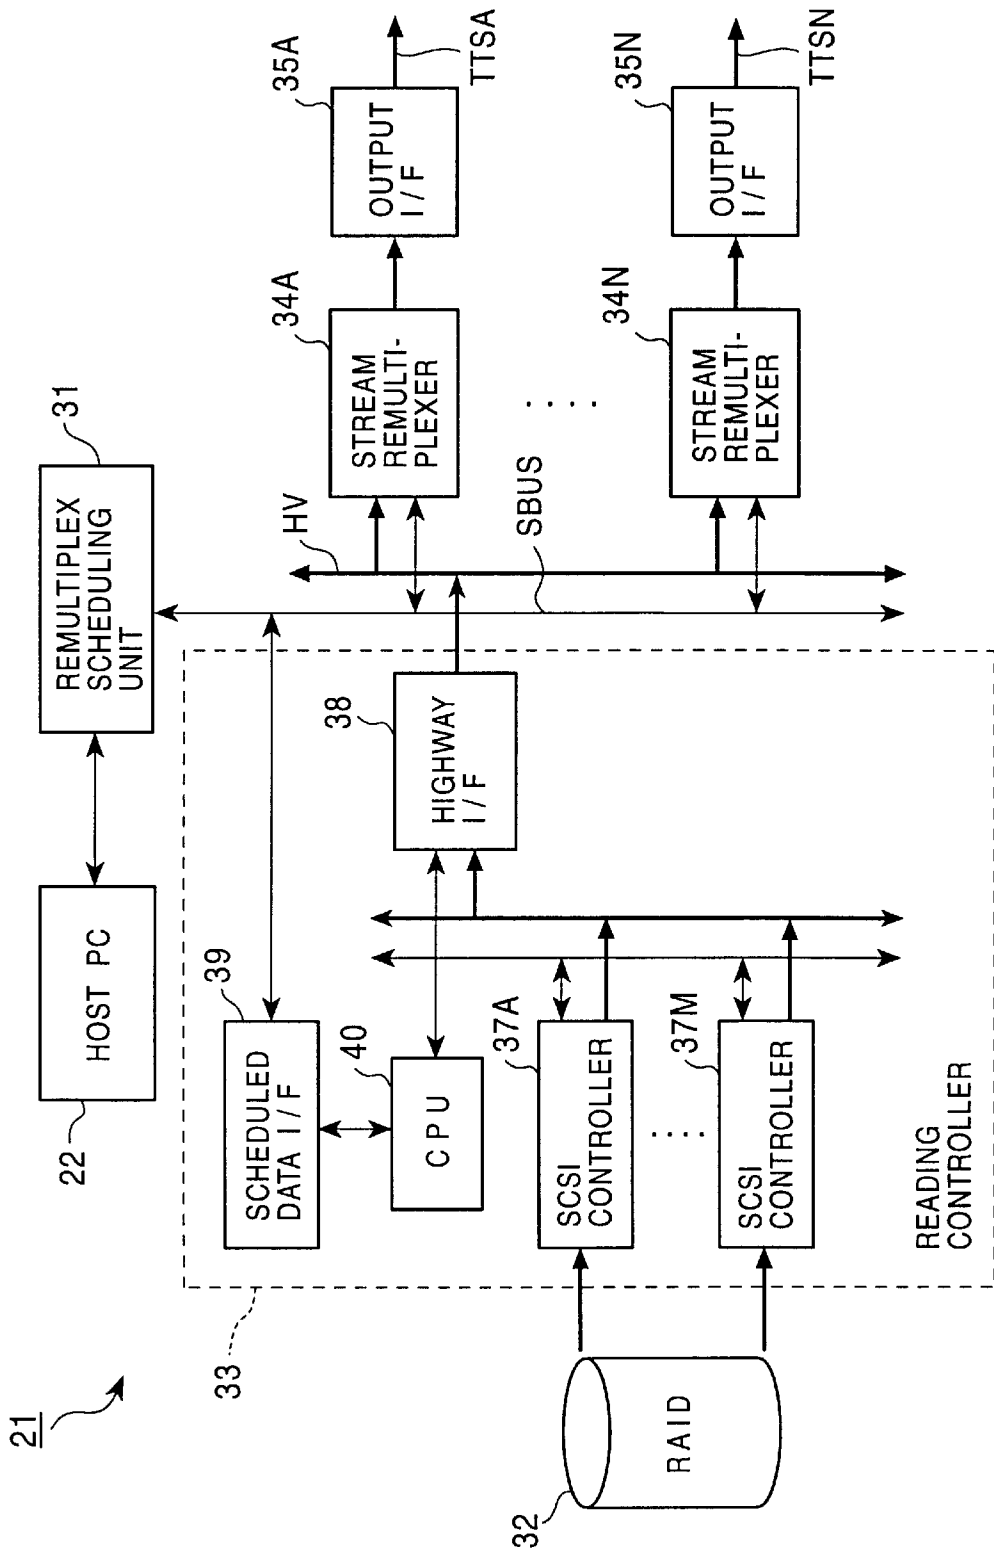 21
22
HOST PC
REMULTIPLEX
SCHEDULING
UNIT
31
33
39
SCHEDULED
DATA I/F
40
CPU
38
HIGHWAY
I/F
HV
SBUS
34A
STREAM
REMULTI-
PLEXER
35A
OUTPUT
I/F
TTSA
. . . .
34N
STREAM
REMULTI-
PLEXER
35N
OUTPUT
I/F
TTSN
32
RAID
37A
SCSI
CONTROLLER
. . . .
37M
SCSI
CONTROLLER
READING
CONTROLLER